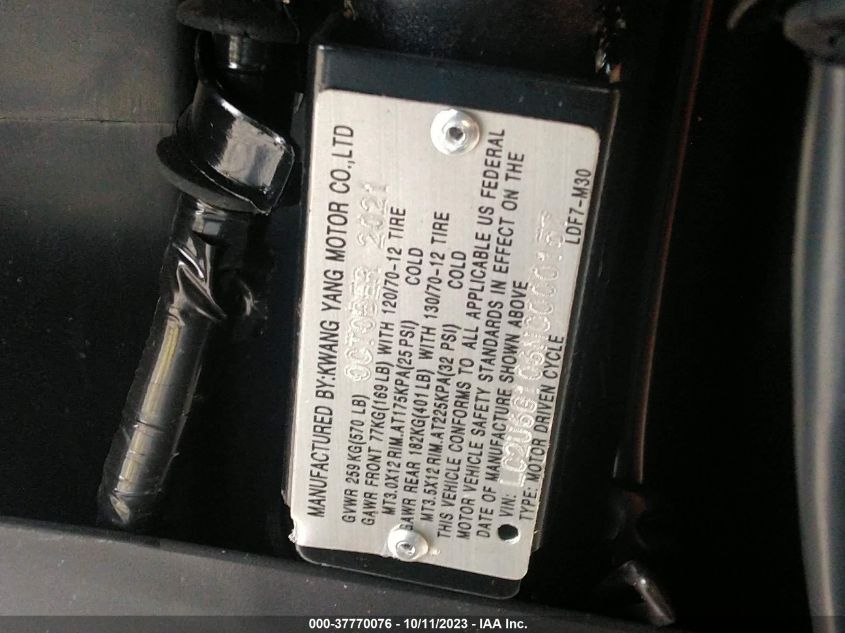 MANUFACTURED BY:KWANG YANG MOTOR CO.,LTD
GVWR 259 KG(570 LB) OCTOBER 2021
GAWR FRONT 77KG(169 LB) WITH 120/70-12 TIRE
MT3.0X12 RIM.AT175KPA(25 PSI) COLD
GAWR REAR 182KG(401LB) WITH 130/70-12 TIRE
MT3.5X12 RIM.AT225KPA(32 PSI) COLD
THIS VEHICLE CONFORMS TO ALL APPLICABLE US FEDERAL
MOTOR VEHICLE SAFETY STANDARDS IN EFFECT ON THE
DATE OF MANUFACTURE SHOWN ABOVE
VIN:
TYPE: MOTOR DRIVEN CYCLE LDF7-M30
000-37770076 - 10/11/2023 - IAA Inc.